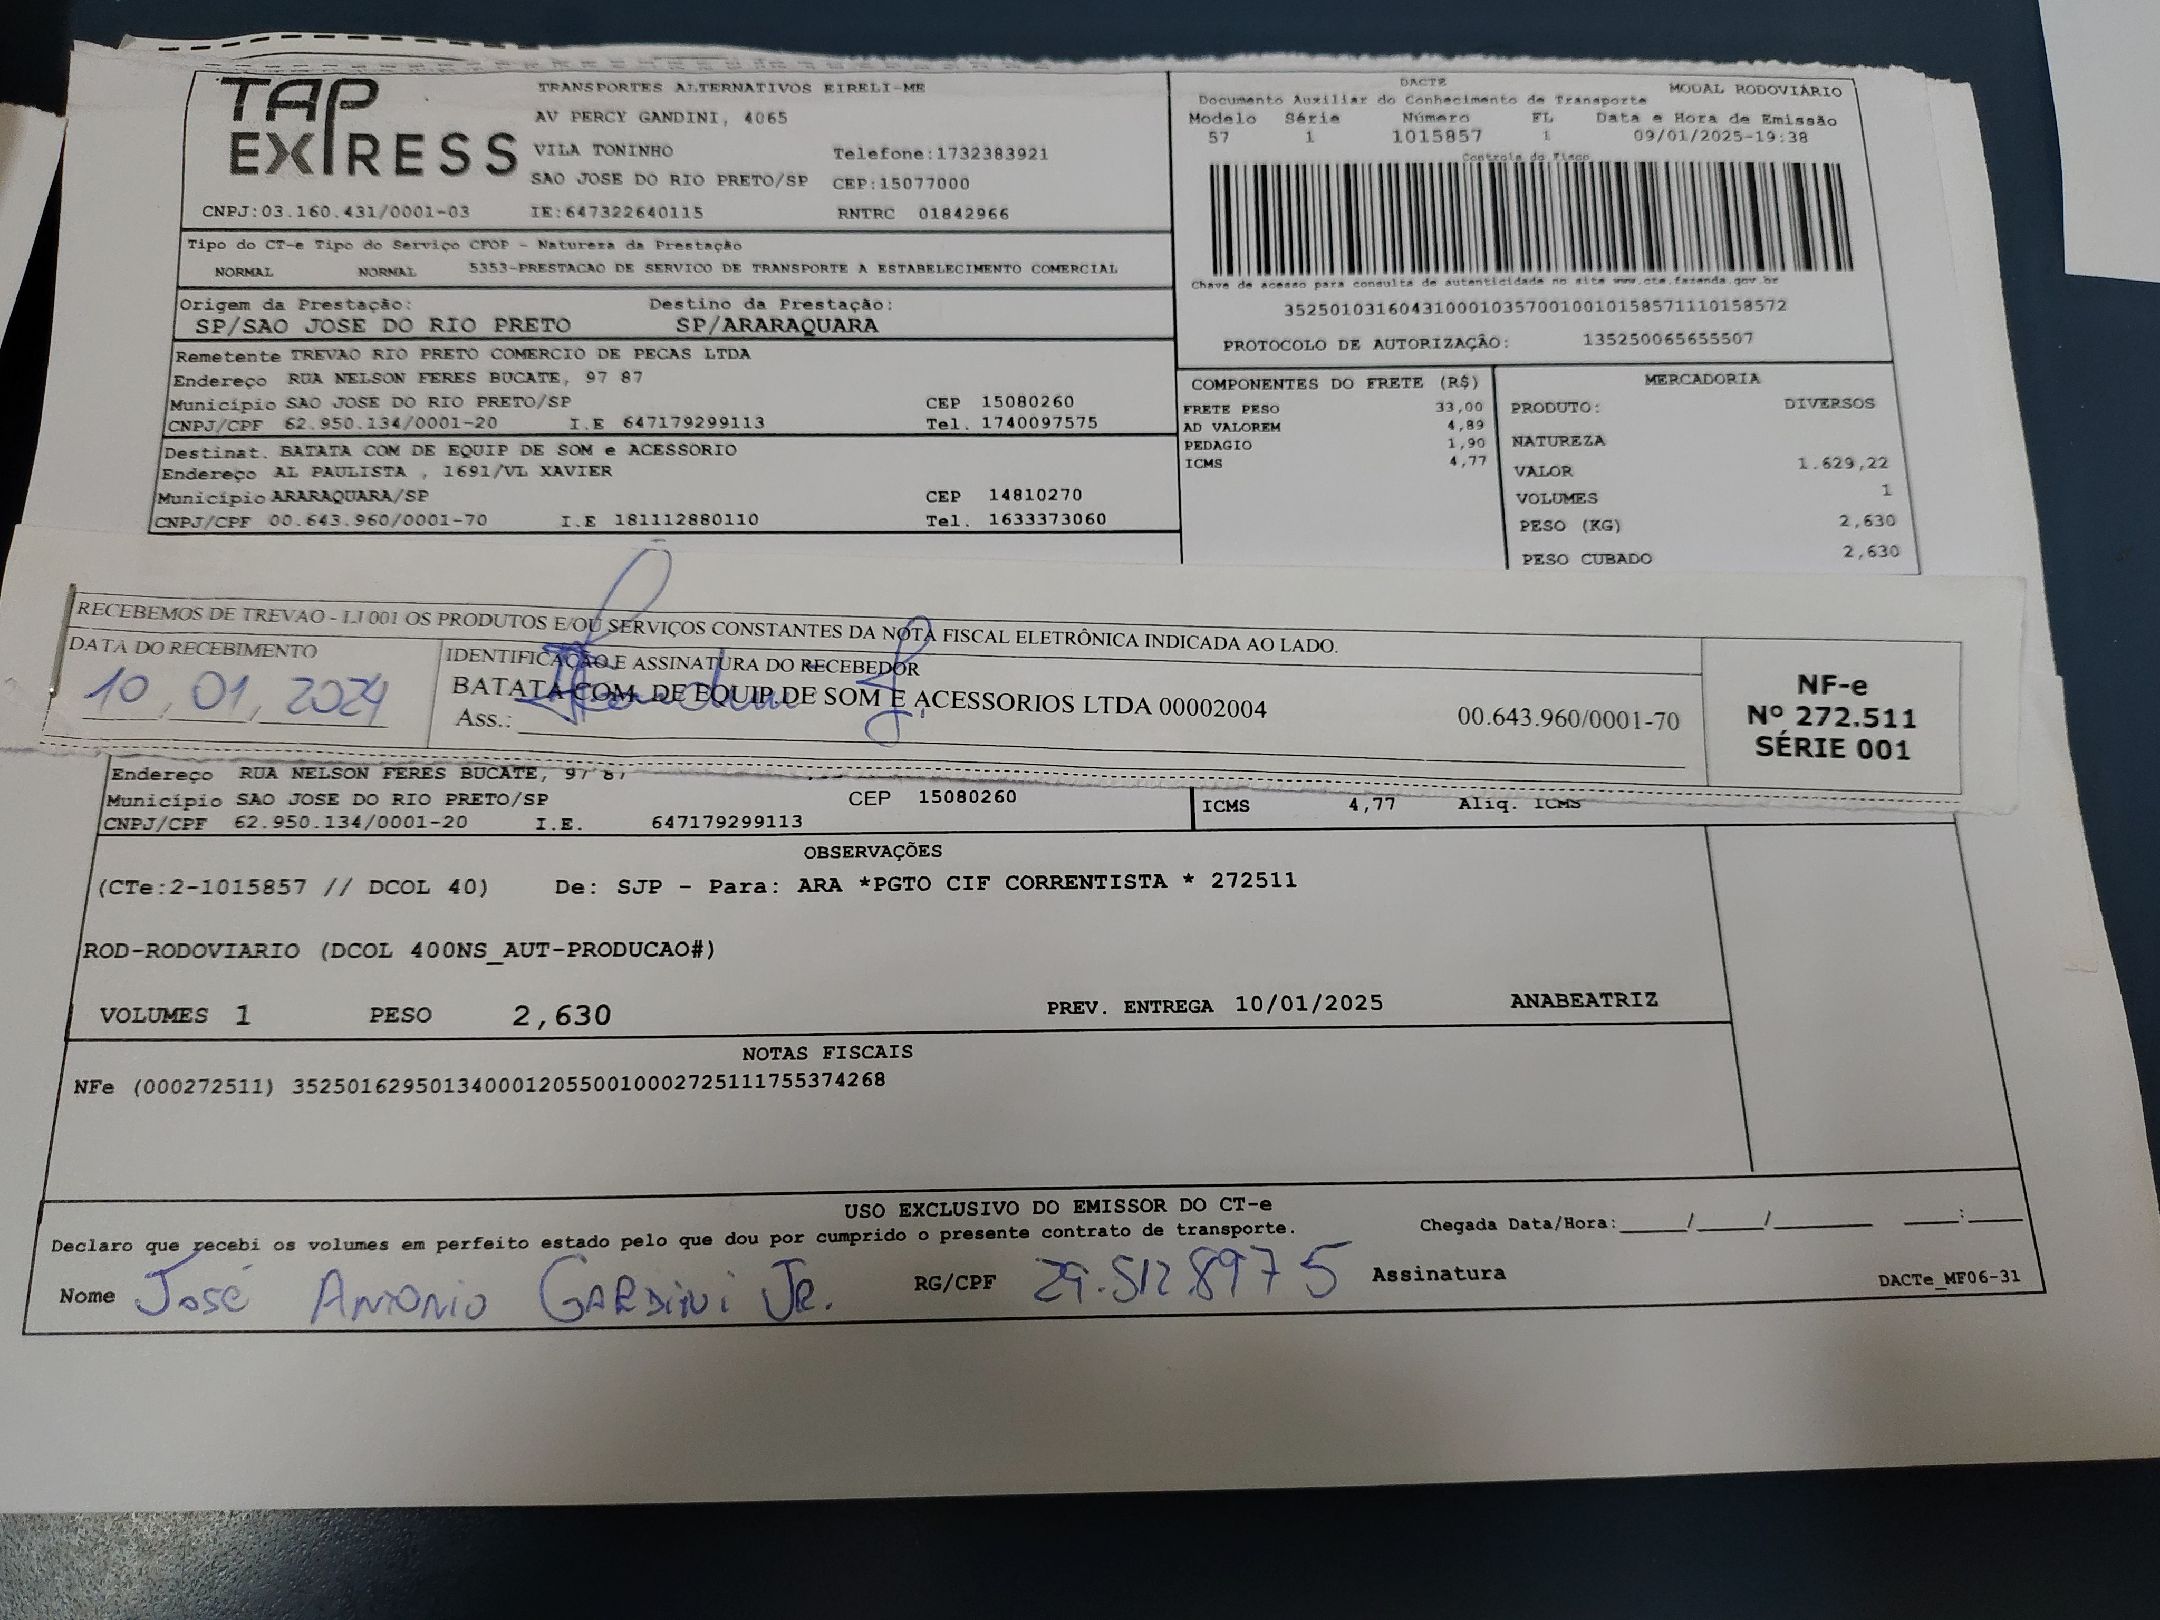 TAP EXPRESS
TRANSPORTES ALTERNATIVOS EIRELI-ME
AV PERCY GANDINI, 4065
VILA TONINHO Telefone:1732383921
SAO JOSE DO RIO PRETO/SP CEP:15077000
CNPJ:03.160.431/0001-03 IE:647322640115 RNTRC 01842966
DACTE
MODAL RODOVIÁRIO
Documento Auxiliar do Conhecimento de Transporte
Modelo Série Número FL Data e Hora de Emissão
57 1 1015857 1 09/01/2025-19:38
Controle do Fisco
Chave de acesso para consulta de autenticidade no site www.cte.fazenda.gov.br
35250103160431000103570010010158571110158572
PROTOCOLO DE AUTORIZAÇÃO: 135250065655507
Tipo do CT-e Tipo do Serviço CFOP - Natureza da Prestação
NORMAL NORMAL 5353-PRESTACAO DE SERVICO DE TRANSPORTE A ESTABELECIMENTO COMERCIAL
Origem da Prestação: Destino da Prestação:
SP/SAO JOSE DO RIO PRETO SP/ARARAQUARA
Remetente TREVAO RIO PRETO COMERCIO DE PECAS LTDA
Endereço RUA NELSON FERES BUCATE, 97 87
Município SAO JOSE DO RIO PRETO/SP CEP 15080260
CNPJ/CPF 62.950.134/0001-20 I.E 647179299113 Tel. 1740097575
Destinat. BATATA COM DE EQUIP DE SOM e ACESSORIO
Endereço AL PAULISTA , 1691/VL XAVIER
Município ARARAQUARA/SP CEP 14810270
CNPJ/CPF 00.643.960/0001-70 I.E 181112880110 Tel. 1633373060
COMPONENTES DO FRETE (R$)
FRETE PESO 33,00
AD VALOREM 4,89
PEDAGIO 1,90
ICMS 4,77
MERCADORIA
PRODUTO: DIVERSOS
NATUREZA
VALOR 1.629,22
VOLUMES 1
PESO (KG) 2,630
PESO CUBADO 2,630
RECEBEMOS DE TREVAO - LJ 001 OS PRODUTOS E/OU SERVIÇOS CONSTANTES DA NOTA FISCAL ELETRÔNICA INDICADA AO LADO.
DATA DO RECEBIMENTO
10, 01, 2024
IDENTIFICAÇÃO E ASSINATURA DO RECEBEDOR
BATATA COM. DE EQUIP DE SOM E ACESSORIOS LTDA 00002004
Ass.: 00.643.960/0001-70
NF-e
Nº 272.511
SÉRIE 001
Endereço RUA NELSON FERES BUCATE, 97 87
Município SAO JOSE DO RIO PRETO/SP CEP 15080260
CNPJ/CPF 62.950.134/0001-20 I.E. 647179299113
ICMS 4,77 Aliq. ICMS
OBSERVAÇÕES
(CTe:2-1015857 // DCOL 40) De: SJP - Para: ARA *PGTO CIF CORRENTISTA * 272511
ROD-RODOVIARIO (DCOL 400NS_AUT-PRODUCAO#)
VOLUMES 1 PESO 2,630 PREV. ENTREGA 10/01/2025 ANABEATRIZ
NOTAS FISCAIS
NFe (000272511) 35250162950134000120550010002725111755374268
USO EXCLUSIVO DO EMISSOR DO CT-e
Declaro que recebi os volumes em perfeito estado pelo que dou por cumprido o presente contrato de transporte. Chegada Data/Hora:_____/_____/_______ ____:____
Nome José Antonio Gardini Jr. RG/CPF 29.512.897 5 Assinatura
DACTe_MF06-31